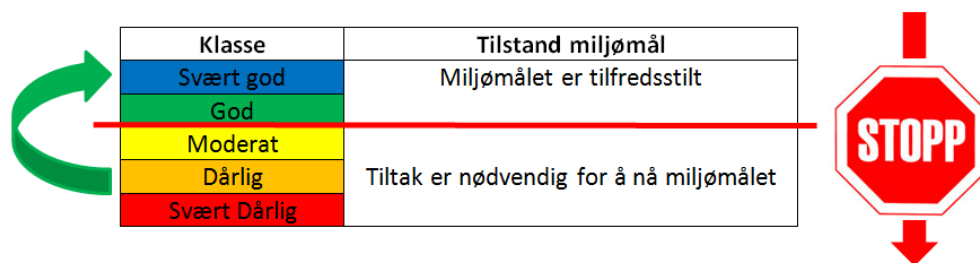 Klasse Tilstand miljømål
Svært god Miljømålet er tilfredsstilt
God
Moderat
Dårlig Tiltak er nødvendig for å nå miljømålet
Svært Dårlig
STOPP